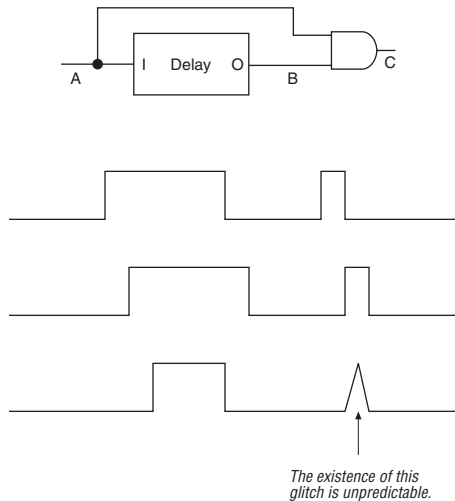 A
I Delay O
B
C
The existence of this
glitch is unpredictable.